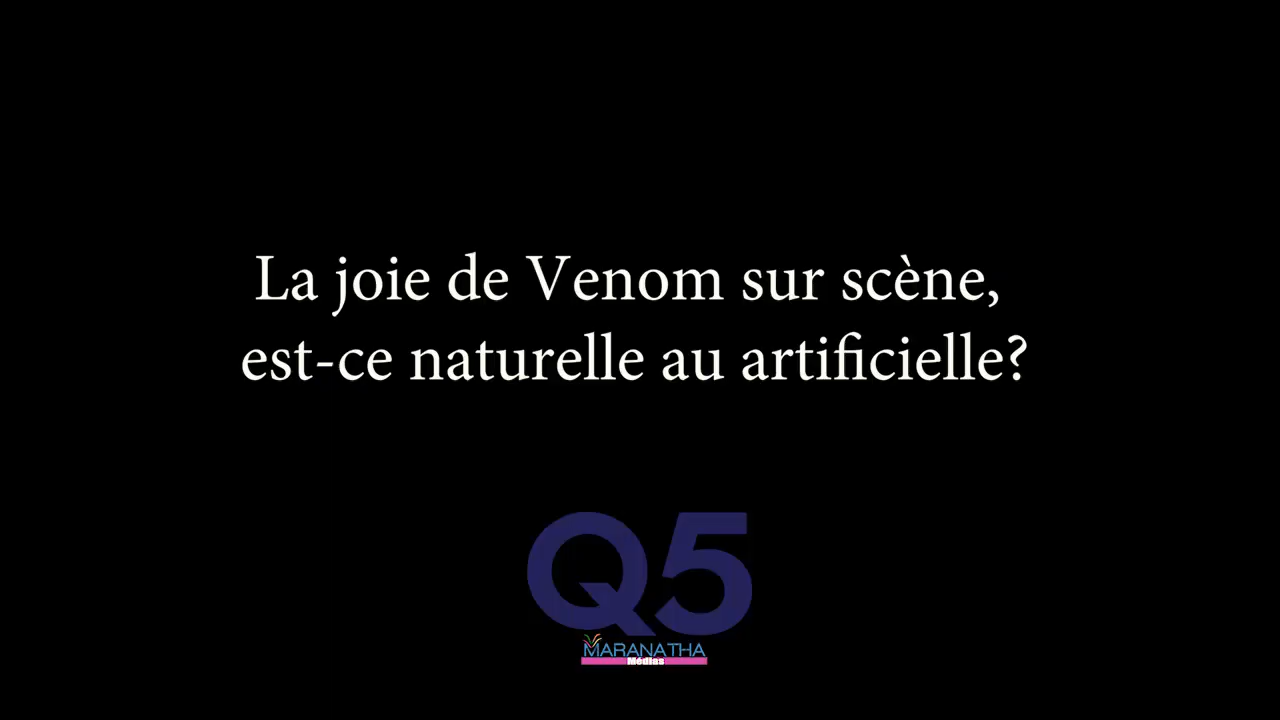 La joie de Venom sur scène,
est-ce naturelle au artificielle?
Q5
MARANATHA
Médias